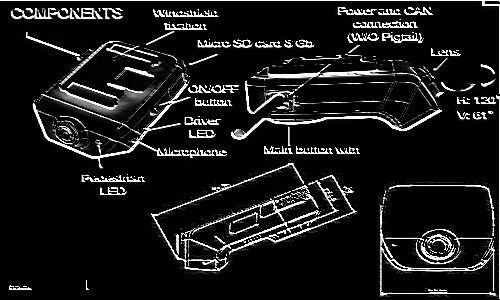 COMPONENTS
Windshield
fixation
Micro SD card 8 Gb
ON/OFF
button
Driver
LED
Microphone
Pedestrian
LED
Power and CAN
connection
(W/O Pigtail)
Lens
H: 120°
V: 61°
Main button with